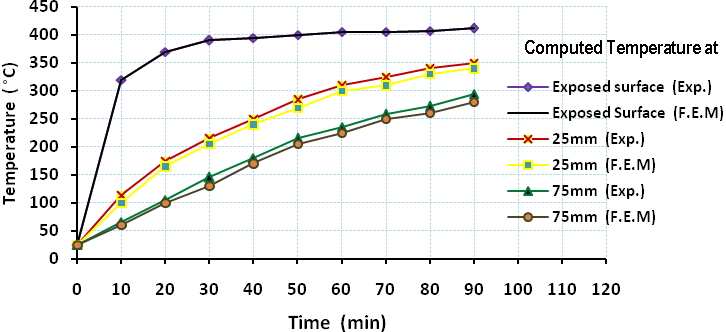 450
400
350
300
250
200
150
100
50
0
Temperature (°C)
0 10 20 30 40 50 60 70 80 90 100 110 120
Time (min)
Computed Temperature at
Exposed surface (Exp.)
Exposed Surface (F.E.M)
25mm (Exp.)
25mm (F.E.M)
75mm (Exp.)
75mm (F.E.M)